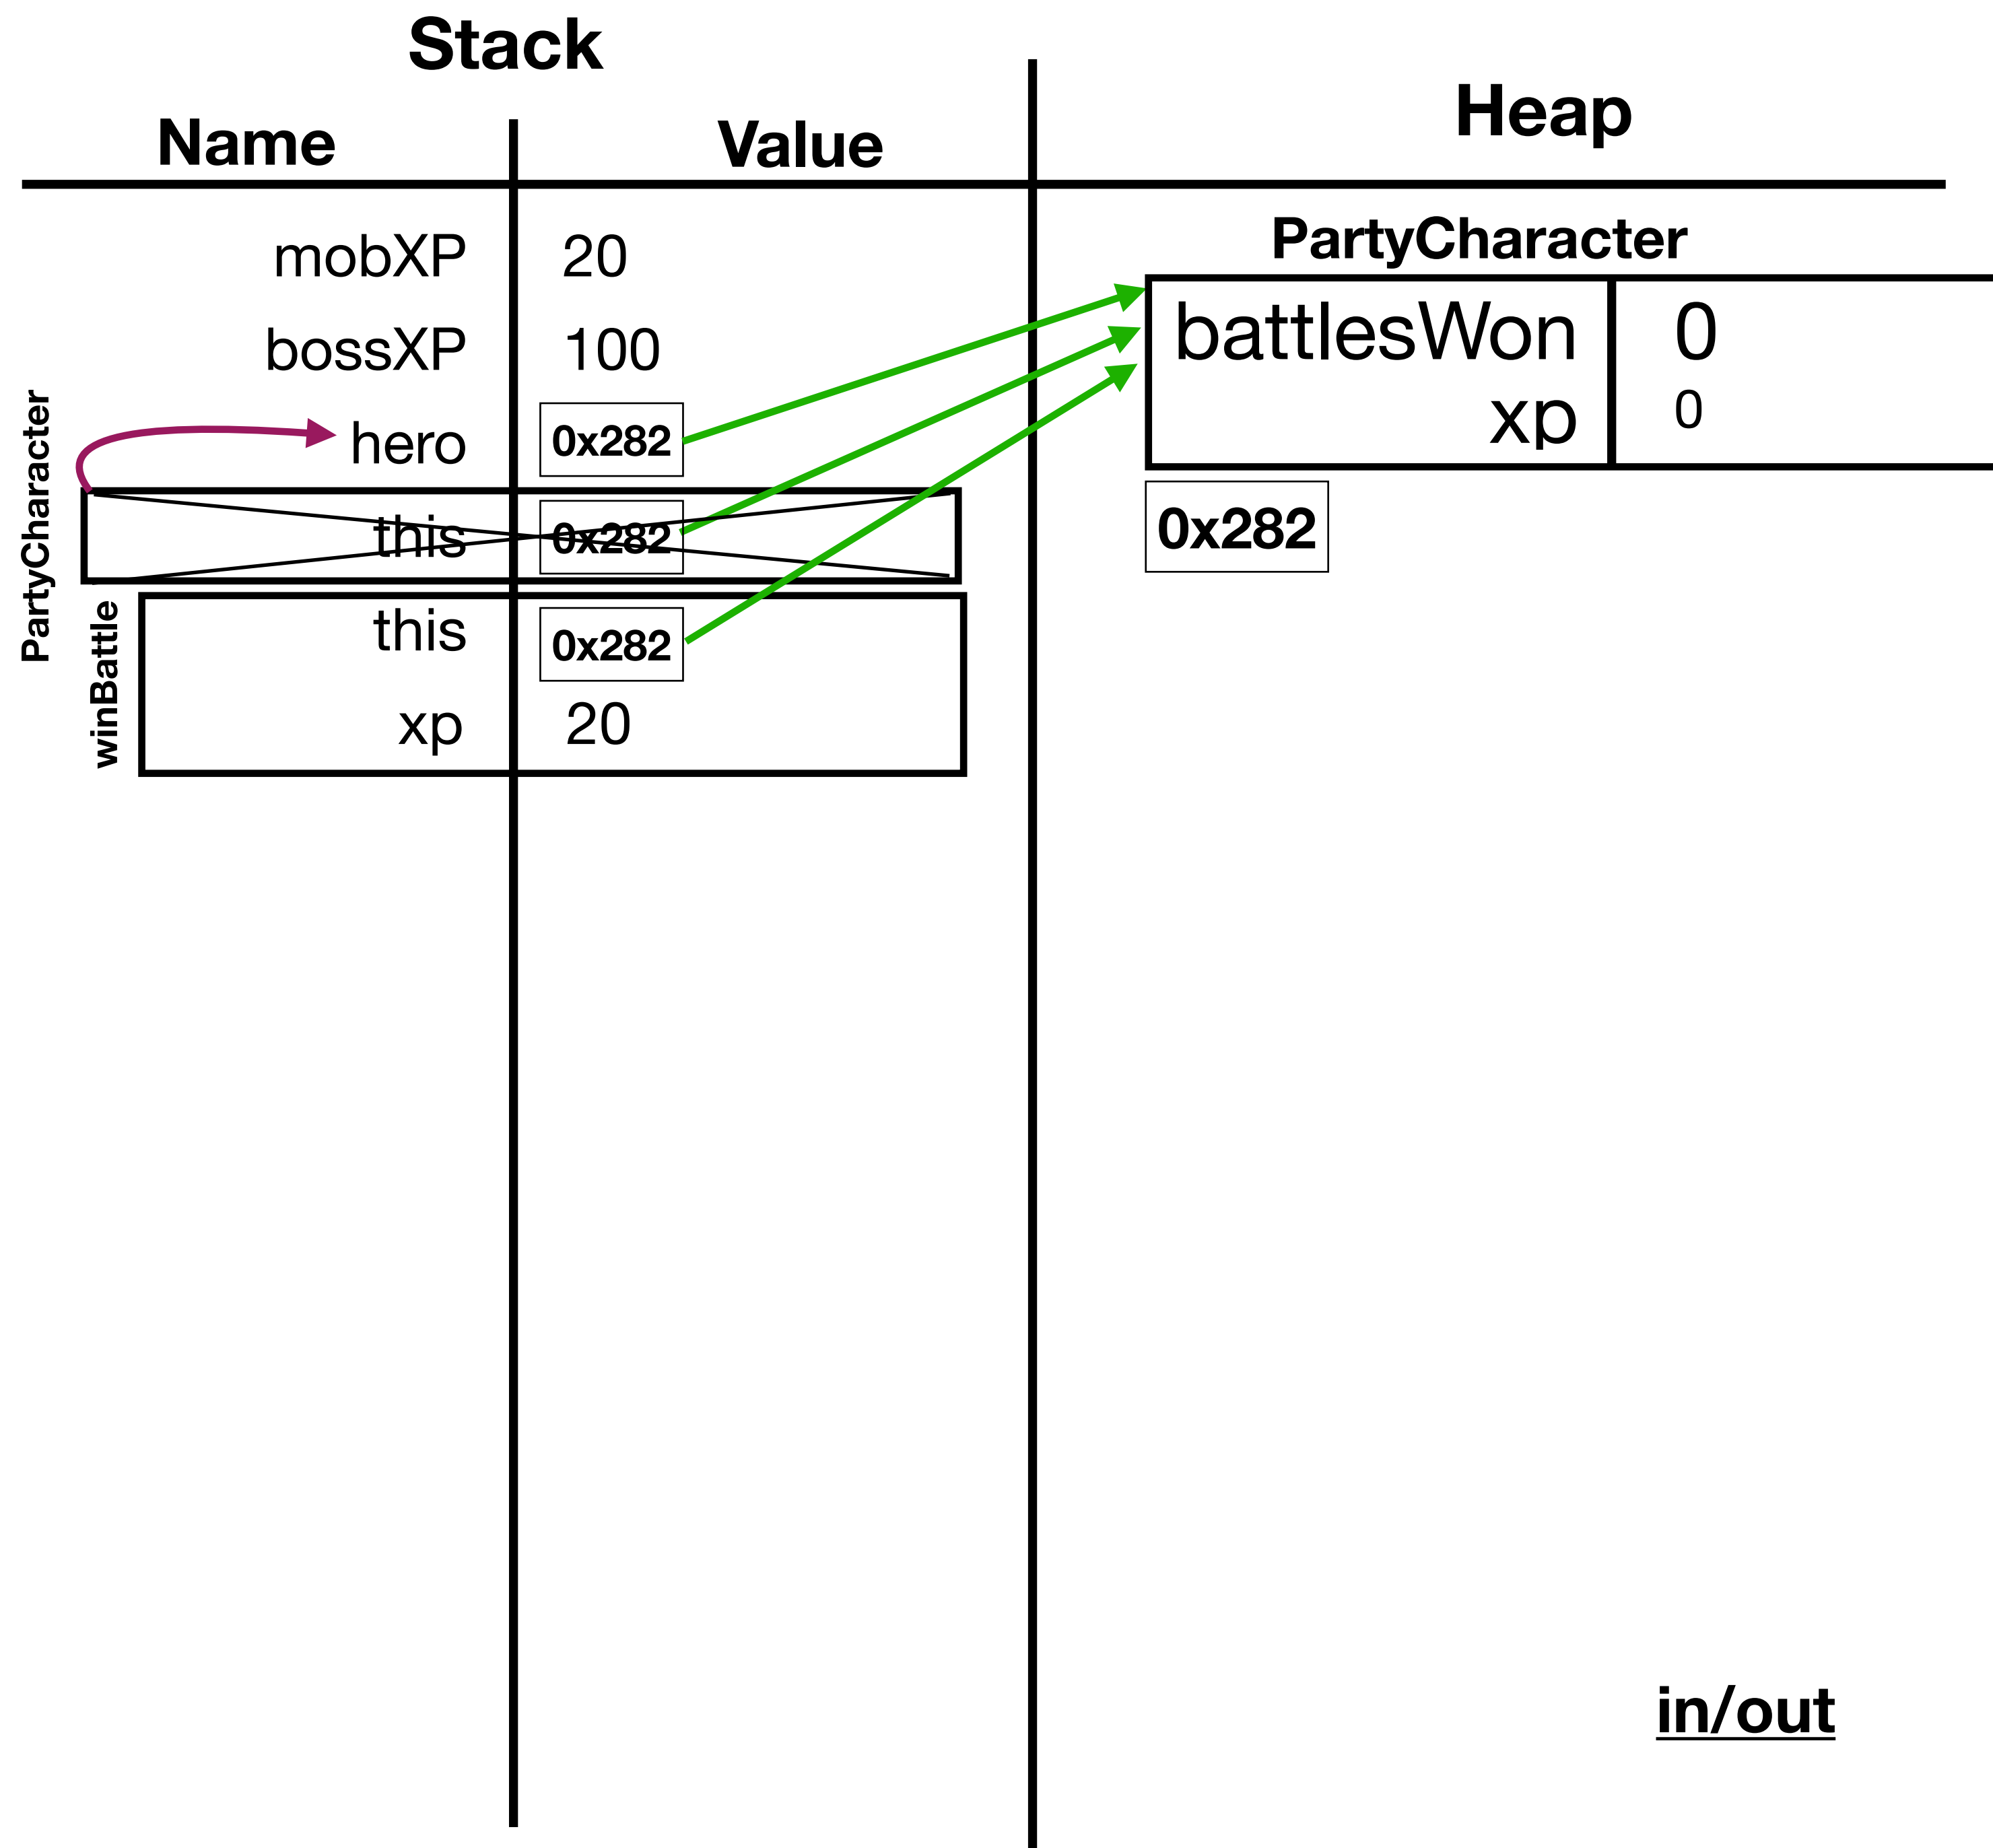 Stack
Heap
Name
Value
PartyCharacter
mobXP 20
bossXP 100
battlesWon 0
xp 0
hero 0x282
PartyCharacter
this 0x282
0x282
winBattle
this 0x282
xp 20
in/out